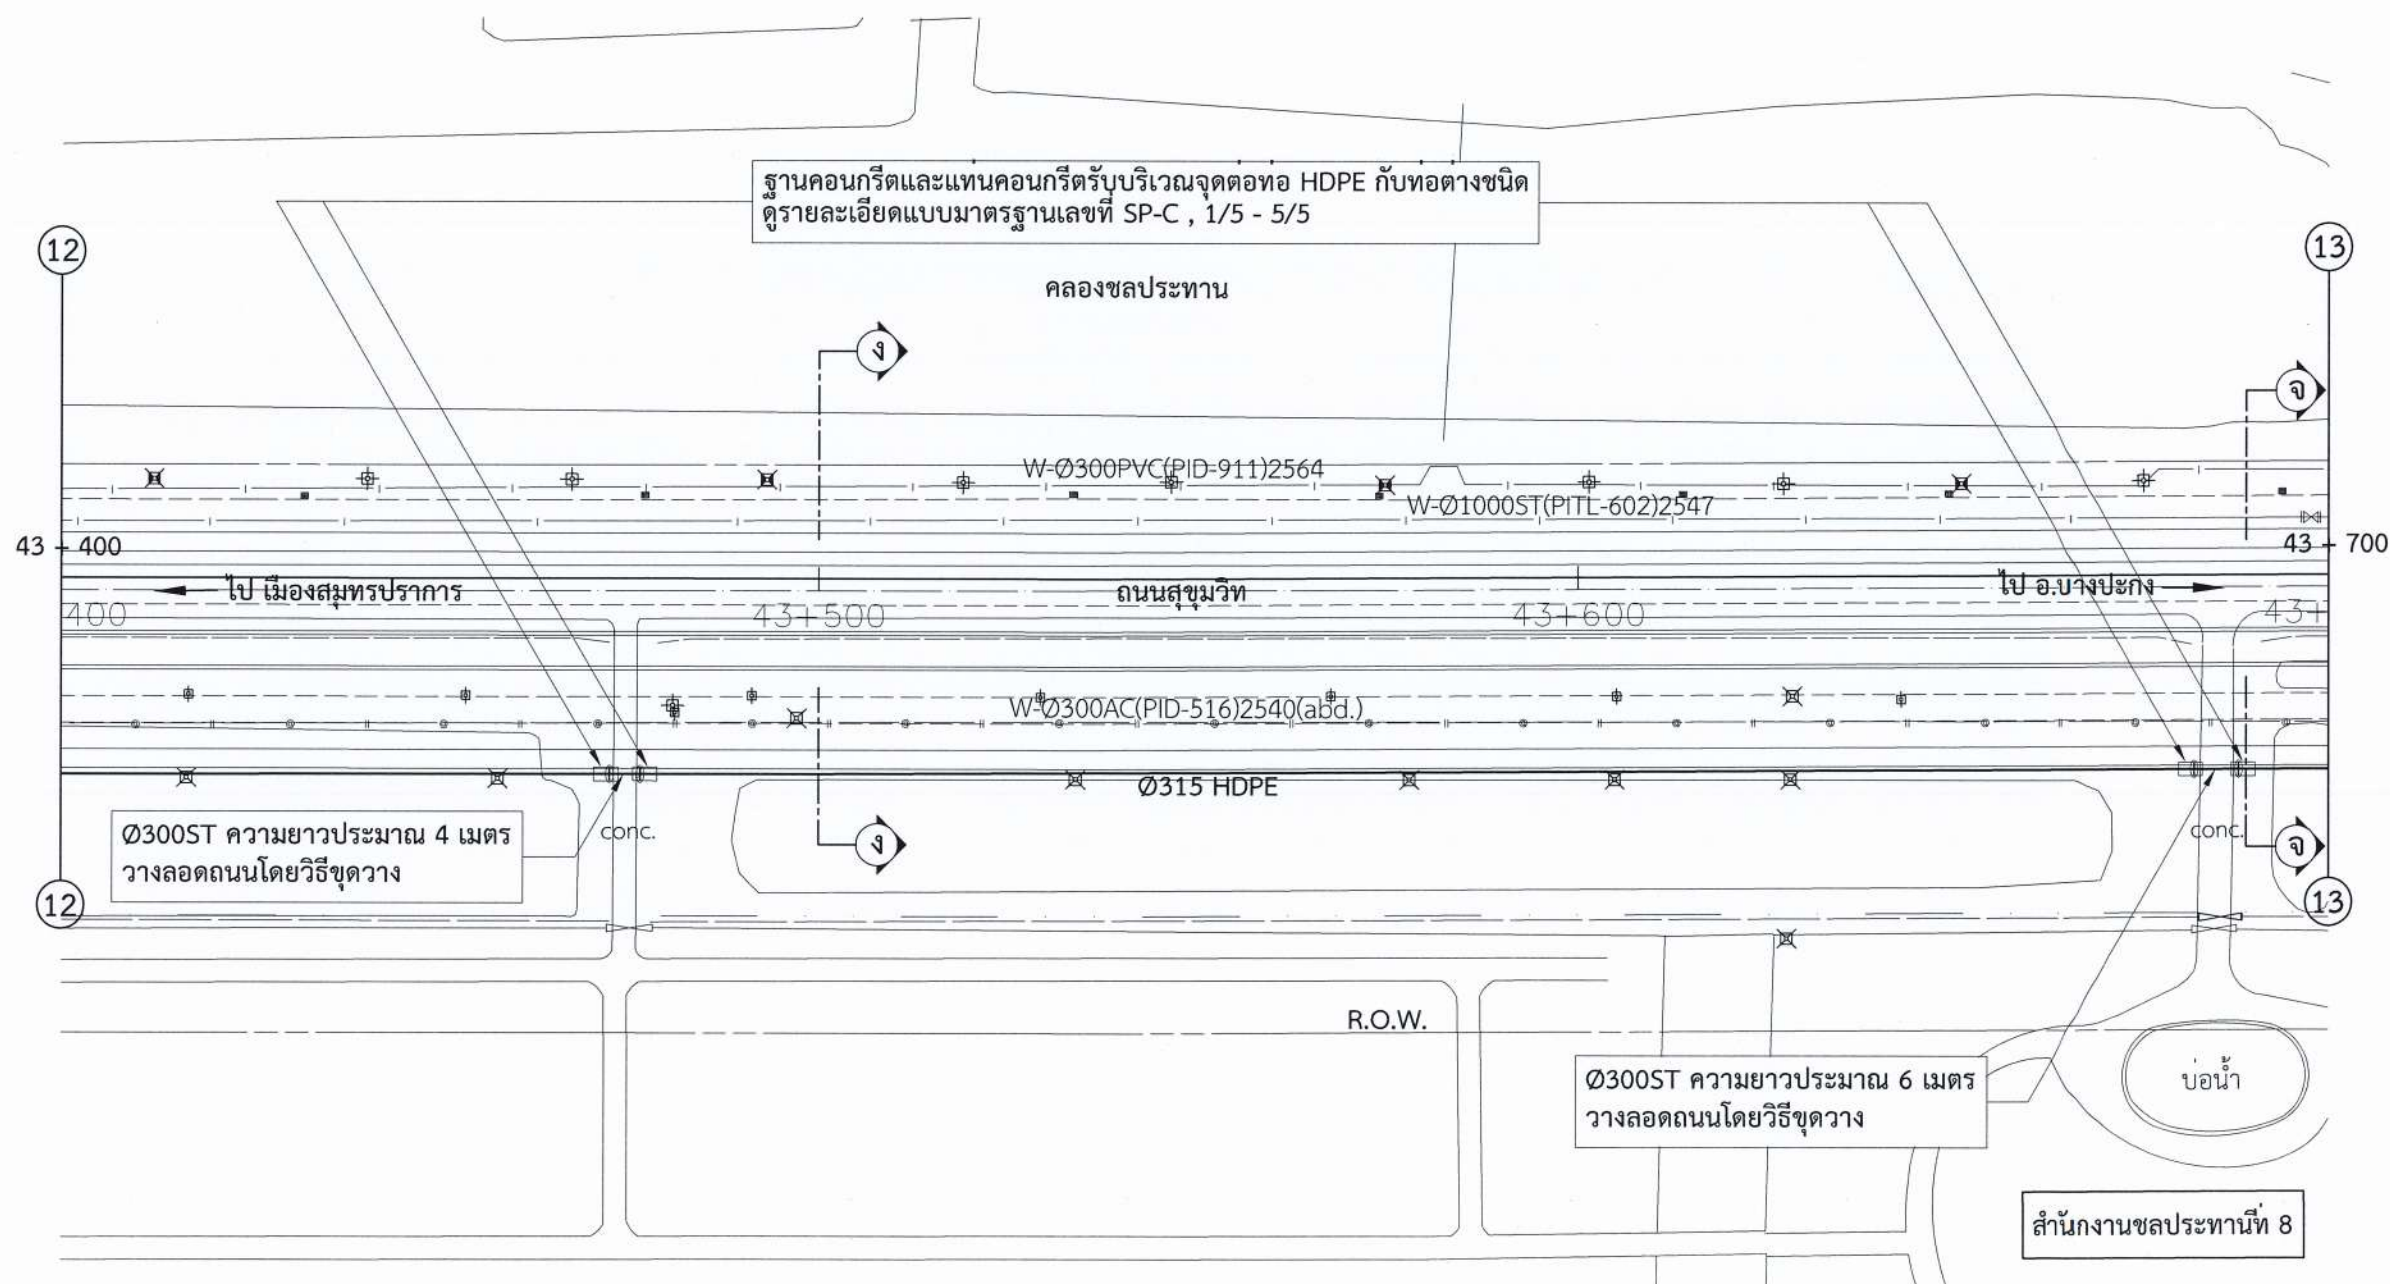 ฐานคอนกรีตและแท่นคอนกรีตรับบริเวณจุดต่อท่อ HDPE กับท่อต่างชนิด
ดูรายละเอียดแบบมาตรฐานเลขที่ SP-C , 1/5 - 5/5
12
13
คลองชลประทาน
ง
จ
W-Ø300PVC(PID-911)2564
W-Ø1000ST(PITL-602)2547
43 + 400
43 + 700
ไป เมืองสมุทรปราการ
ถนนสุขุมวิท
ไป อ.บางปะกง
400
43+500
43+600
43+
W-Ø300AC(PID-516)2540(abd.)
Ø315 HDPE
Ø300ST ความยาวประมาณ 4 เมตร
วางลอดถนนโดยวิธีขุดวาง
conc.
ง
conc.
จ
12
13
R.O.W.
Ø300ST ความยาวประมาณ 6 เมตร
วางลอดถนนโดยวิธีขุดวาง
บ่อน้ำ
สำนักงานชลประทานที่ 8